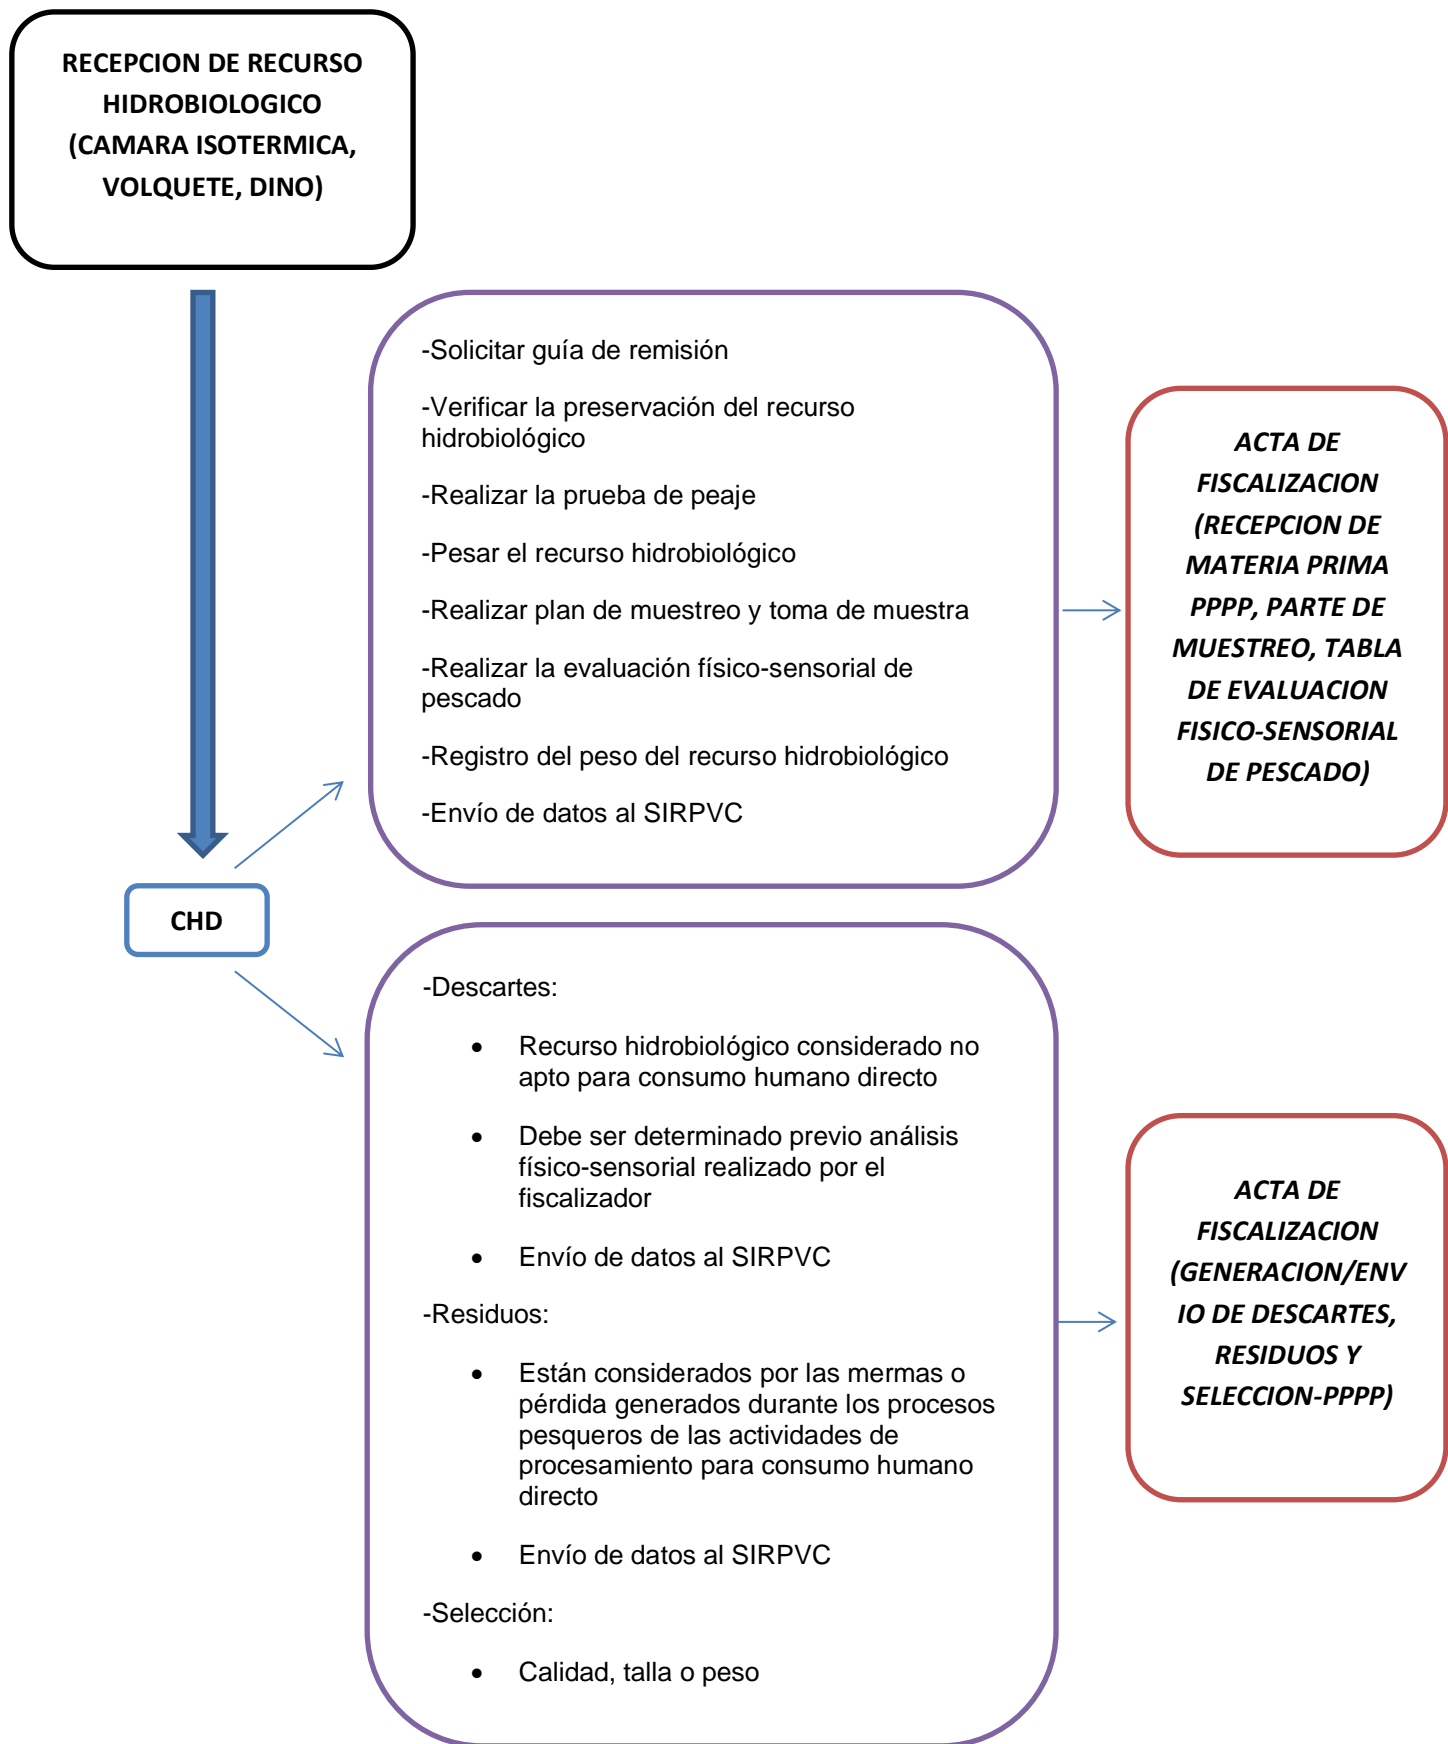 RECEPCION DE RECURSO
HIDROBIOLOGICO
(CAMARA ISOTERMICA,
VOLQUETE, DINO)
-Solicitar guía de remisión
-Verificar la preservación del recurso
hidrobiológico
-Realizar la prueba de peaje
-Pesar el recurso hidrobiológico
-Realizar plan de muestreo y toma de muestra
-Realizar la evaluación físico-sensorial de
pescado
-Registro del peso del recurso hidrobiológico
-Envío de datos al SIRPVC
ACTA DE
FISCALIZACION
(RECEPCION DE
MATERIA PRIMA
PPPP, PARTE DE
MUESTREO, TABLA
DE EVALUACION
FISICO-SENSORIAL
DE PESCADO)
CHD
-Descartes:
• Recurso hidrobiológico considerado no
apto para consumo humano directo
• Debe ser determinado previo análisis
físico-sensorial realizado por el
fiscalizador
• Envío de datos al SIRPVC
-Residuos:
• Están considerados por las mermas o
pérdida generados durante los procesos
pesqueros de las actividades de
procesamiento para consumo humano
directo
• Envío de datos al SIRPVC
-Selección:
• Calidad, talla o peso
ACTA DE
FISCALIZACION
(GENERACION/ENV
IO DE DESCARTES,
RESIDUOS Y
SELECCION-PPPP)